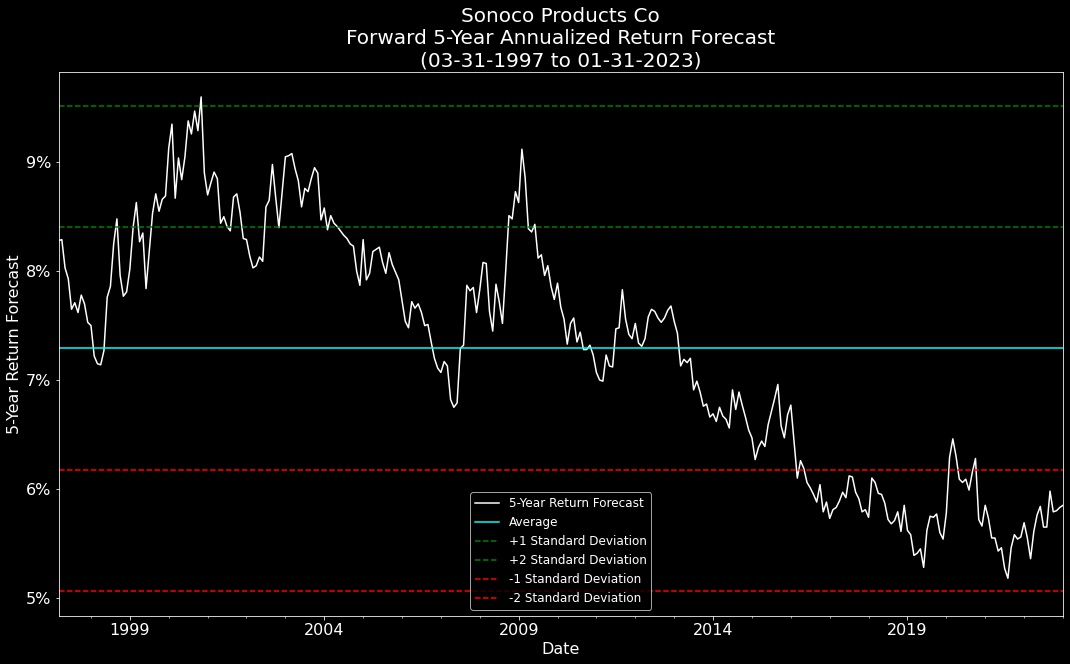 Sonoco Products Co
Forward 5-Year Annualized Return Forecast
(03-31-1997 to 01-31-2023)
5-Year Return Forecast
9%
8%
7%
6%
5%
5-Year Return Forecast
Average
+1 Standard Deviation
+2 Standard Deviation
-1 Standard Deviation
-2 Standard Deviation
1999
2004
2009
2014
2019
Date